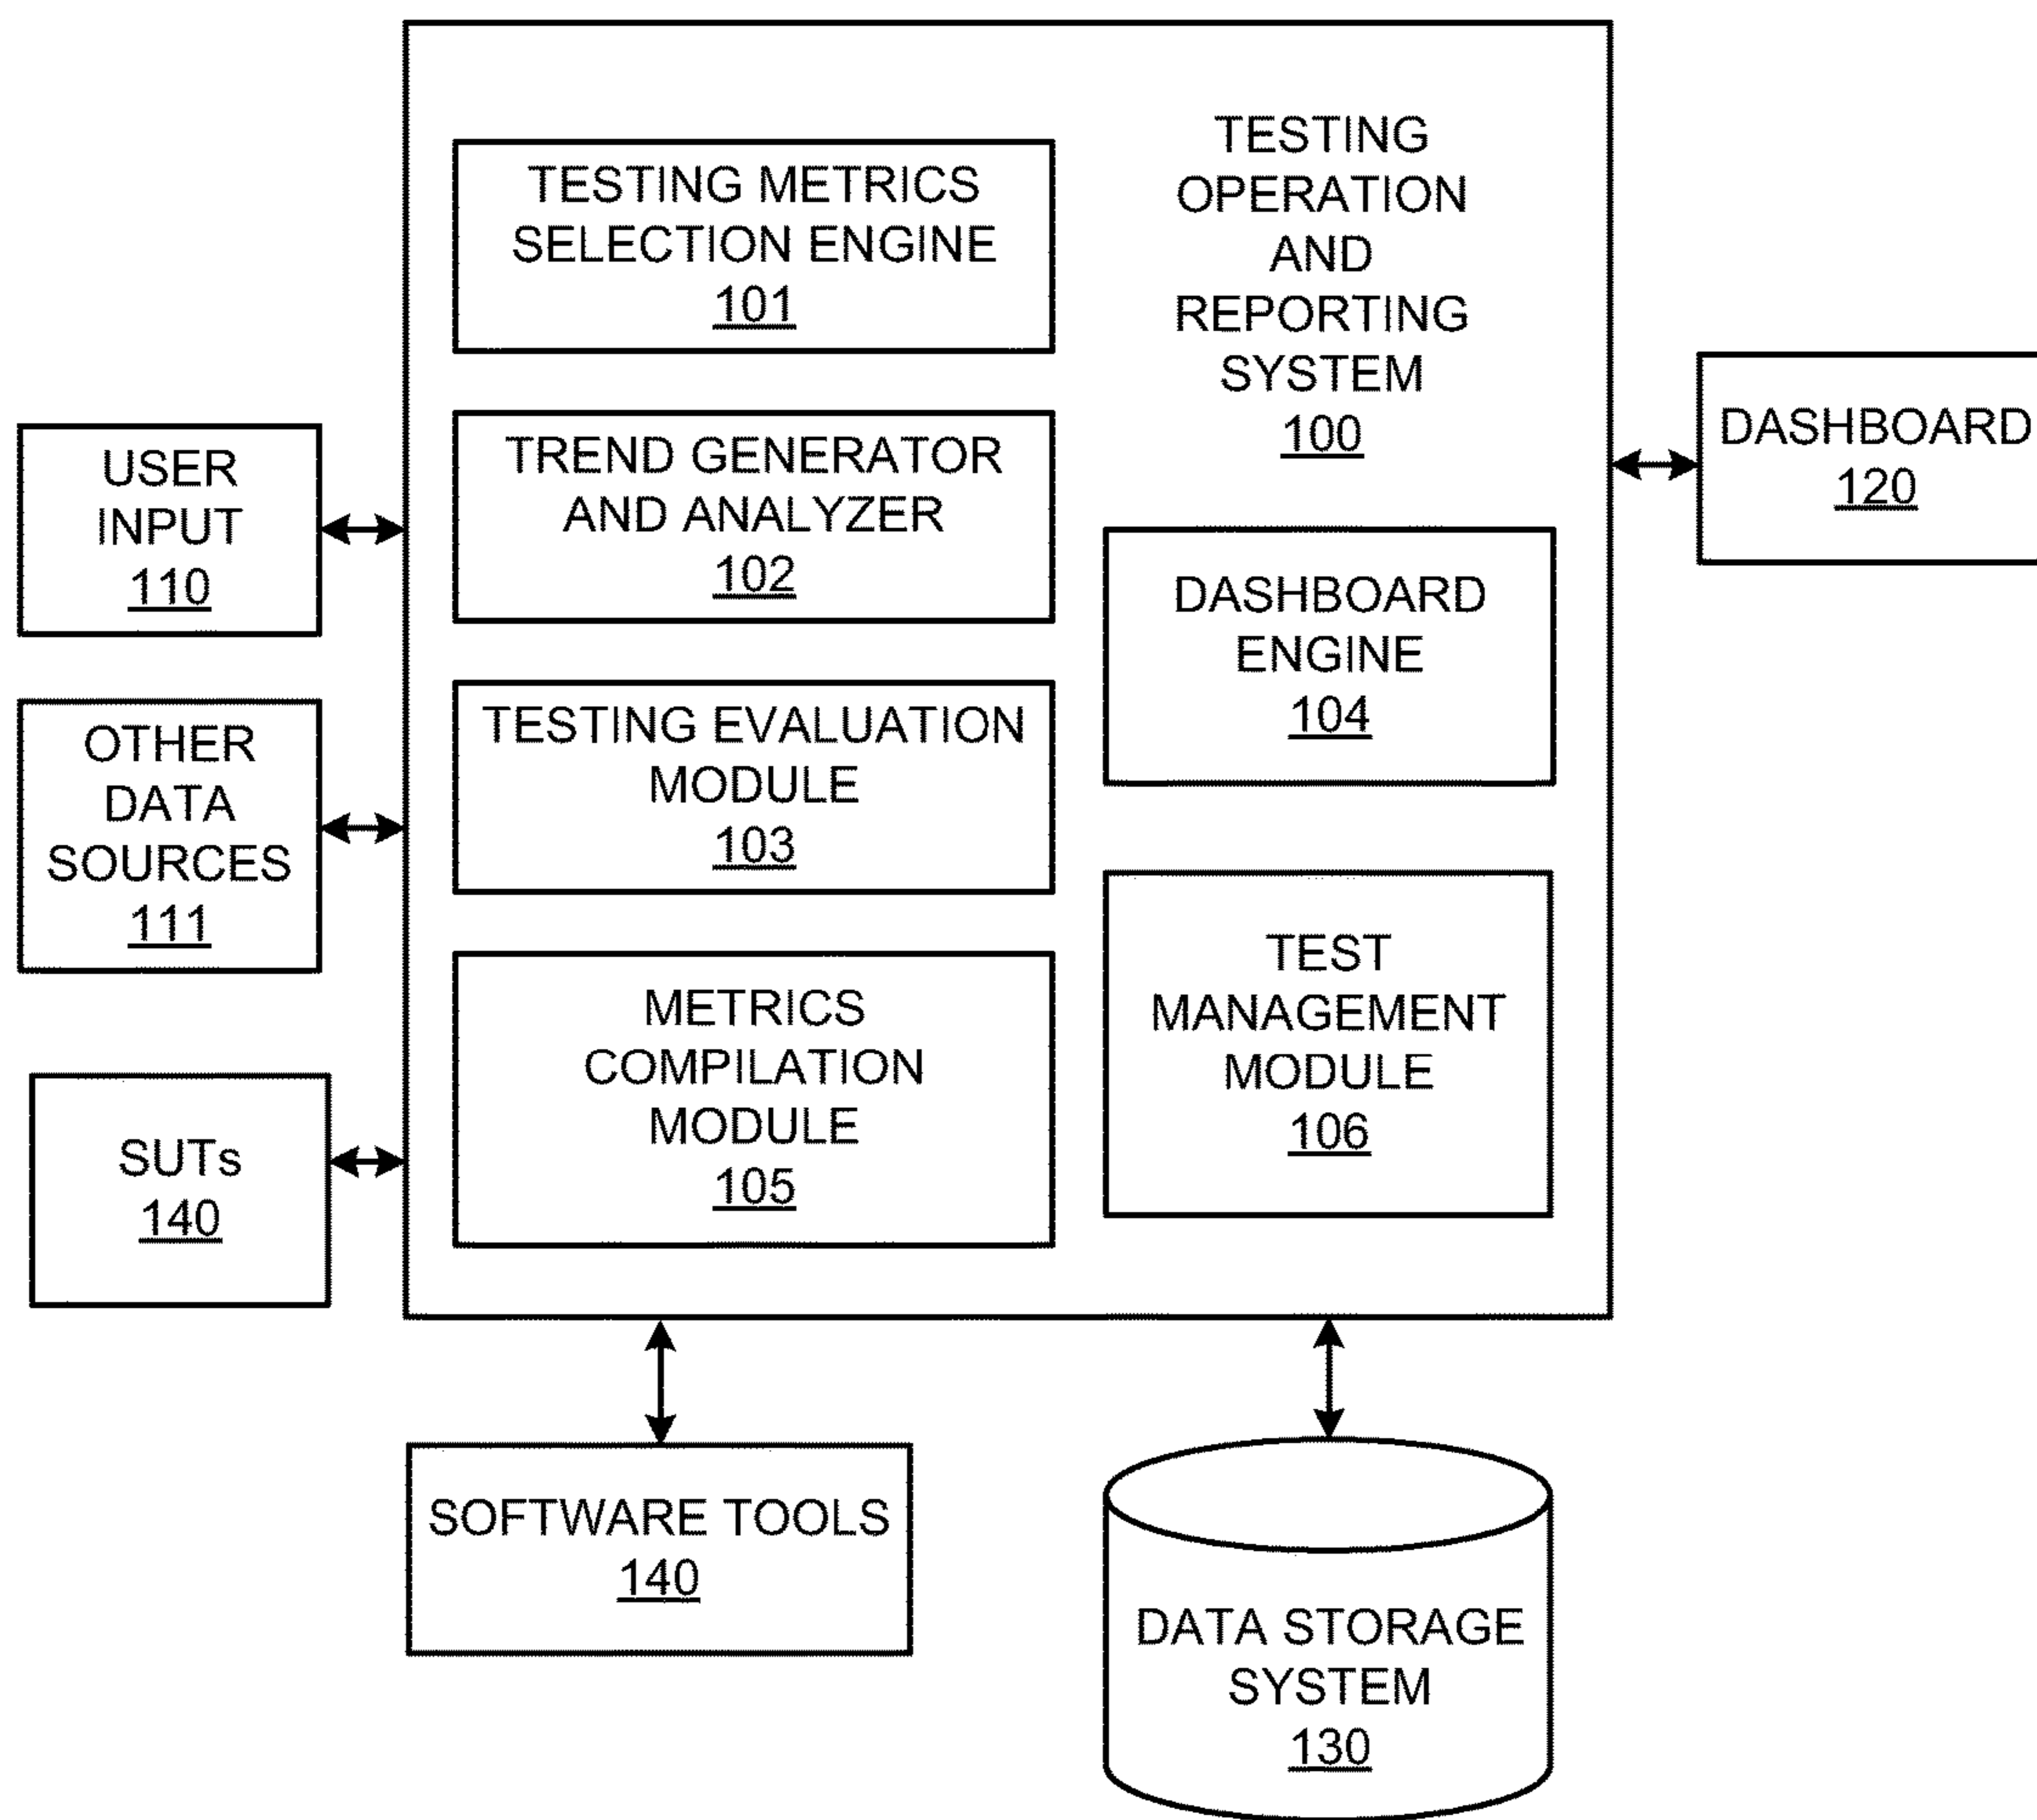 TESTING METRICS
SELECTION ENGINE
101
TREND GENERATOR
AND ANALYZER
102
TESTING EVALUATION
MODULE
103
METRICS
COMPILATION
MODULE
105
TESTING
OPERATION
AND
REPORTING
SYSTEM
100
DASHBOARD
ENGINE
104
TEST
MANAGEMENT
MODULE
106
USER
INPUT
110
OTHER
DATA
SOURCES
111
SUTs
140
DASHBOARD
120
SOFTWARE TOOLS
140
DATA STORAGE
SYSTEM
130